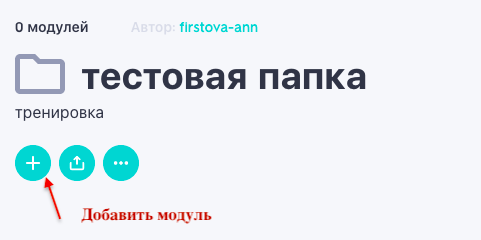 0 модулей Автор: firstova-ann
тестовая папка
тренировка
Добавить модуль